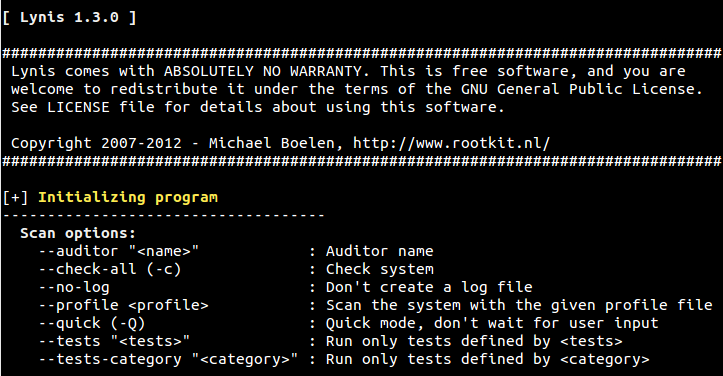 [ Lynis 1.3.0 ]
################################################################################
Lynis comes with ABSOLUTELY NO WARRANTY. This is free software, and you are
welcome to redistribute it under the terms of the GNU General Public License.
See LICENSE file for details about using this software.
Copyright 2007-2012 - Michael Boelen, http://www.rootkit.nl/
################################################################################
[+] Initializing program
------------------------------------
Scan options:
--auditor "<name>" : Auditor name
--check-all (-c) : Check system
--no-log : Don't create a log file
--profile <profile> : Scan the system with the given profile file
--quick (-Q) : Quick mode, don't wait for user input
--tests "<tests>" : Run only tests defined by <tests>
--tests-category "<category>" : Run only tests defined by <category>